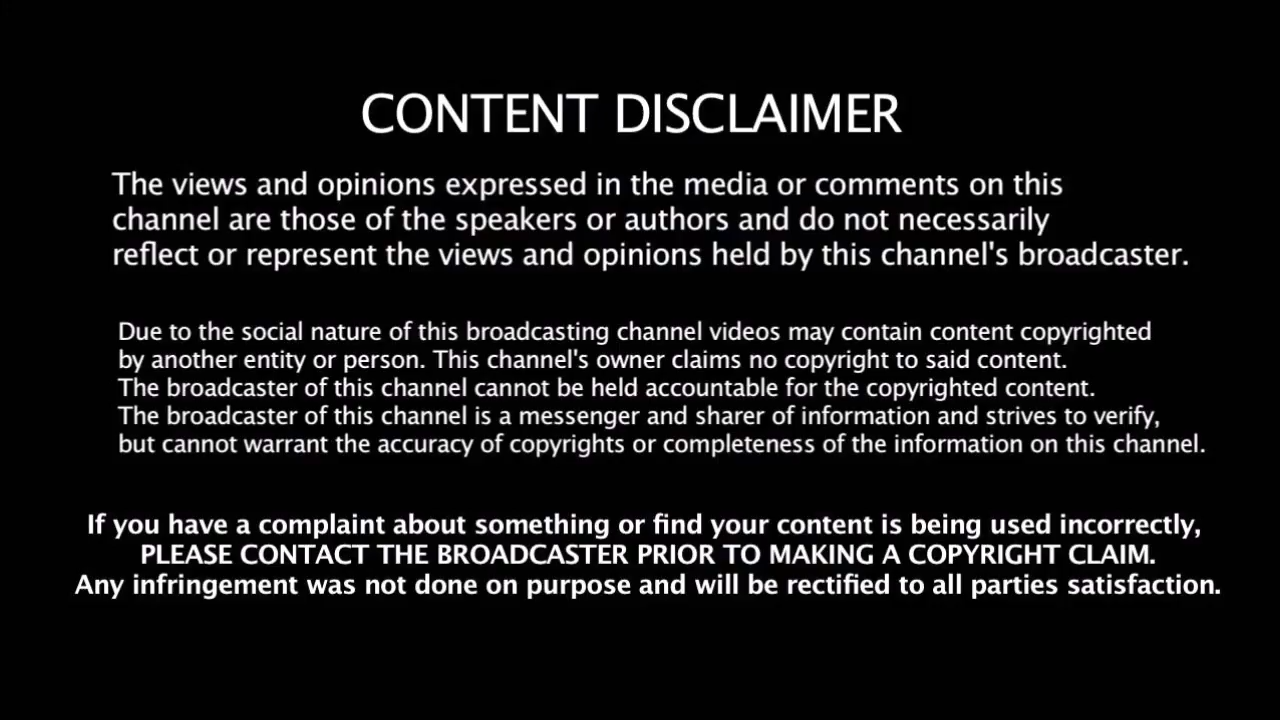 CONTENT DISCLAIMER
The views and opinions expressed in the media or comments on this
channel are those of the speakers or authors and do not necessarily
reflect or represent the views and opinions held by this channel's broadcaster.
Due to the social nature of this broadcasting channel videos may contain content copyrighted
by another entity or person. This channel's owner claims no copyright to said content.
The broadcaster of this channel cannot be held accountable for the copyrighted content.
The broadcaster of this channel is a messenger and sharer of information and strives to verify,
but cannot warrant the accuracy of copyrights or completeness of the information on this channel.
If you have a complaint about something or find your content is being used incorrectly,
PLEASE CONTACT THE BROADCASTER PRIOR TO MAKING A COPYRIGHT CLAIM.
Any infringement was not done on purpose and will be rectified to all parties satisfaction.